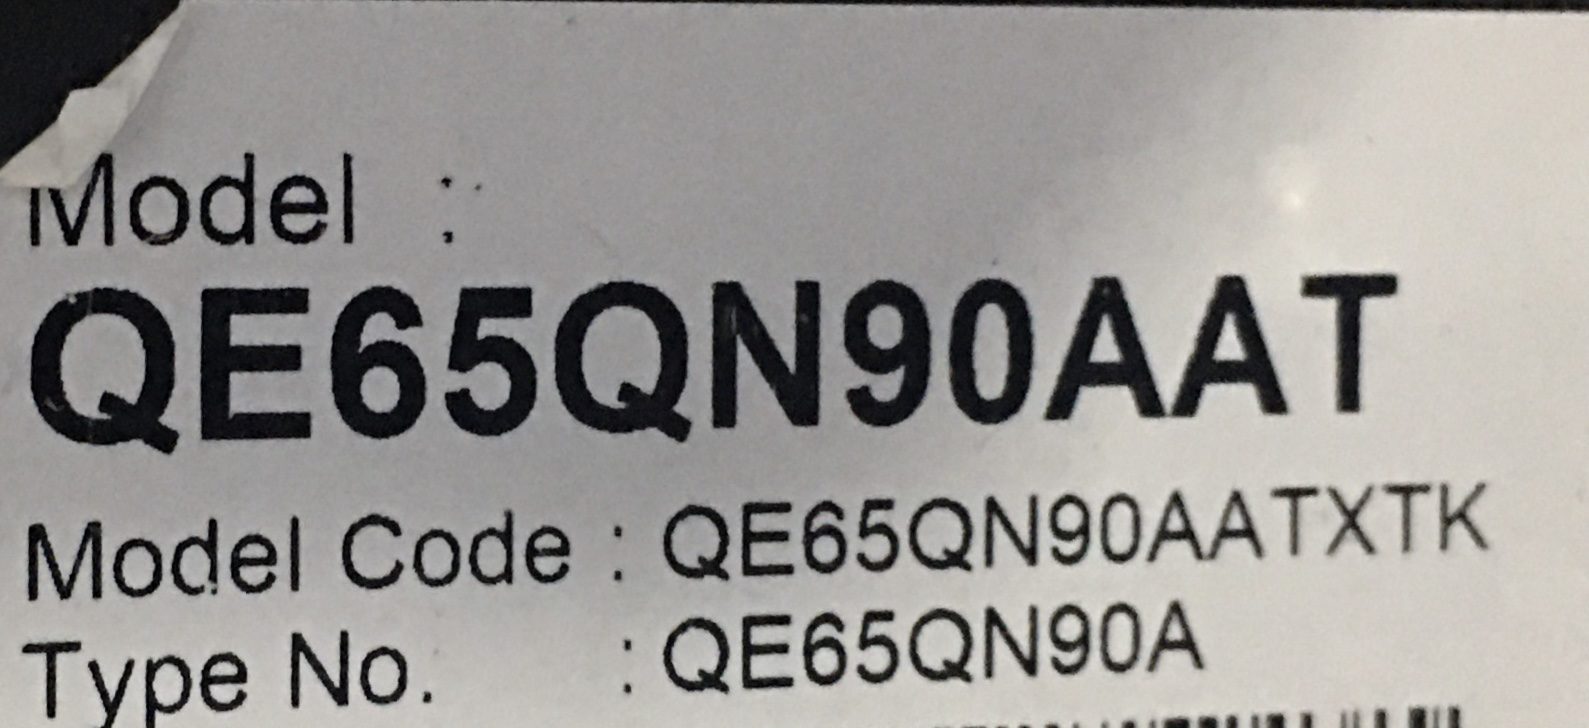 Model :
QE65QN90AAT
Model Code : QE65QN90AATXTK
Type No. : QE65QN90A